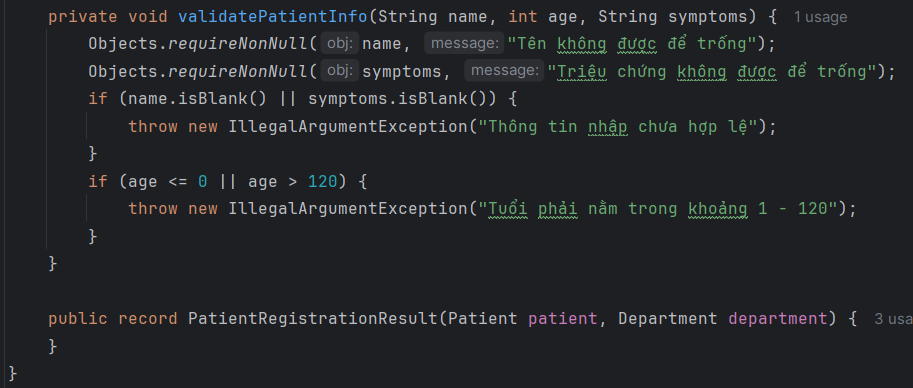 private void validatePatientInfo(String name, int age, String symptoms) { 1 usage
Objects.requireNonNull( obj: name, message: "Tên không được để trống");
Objects.requireNonNull( obj: symptoms, message: "Triệu chứng không được để trống");
if (name.isBlank() || symptoms.isBlank()) {
throw new IllegalArgumentException("Thông tin nhập chưa hợp lệ");
}
if (age <= 0 || age > 120) {
throw new IllegalArgumentException("Tuổi phải nằm trong khoảng 1 - 120");
}
}
public record PatientRegistrationResult(Patient patient, Department department) { 3 usa
}
}